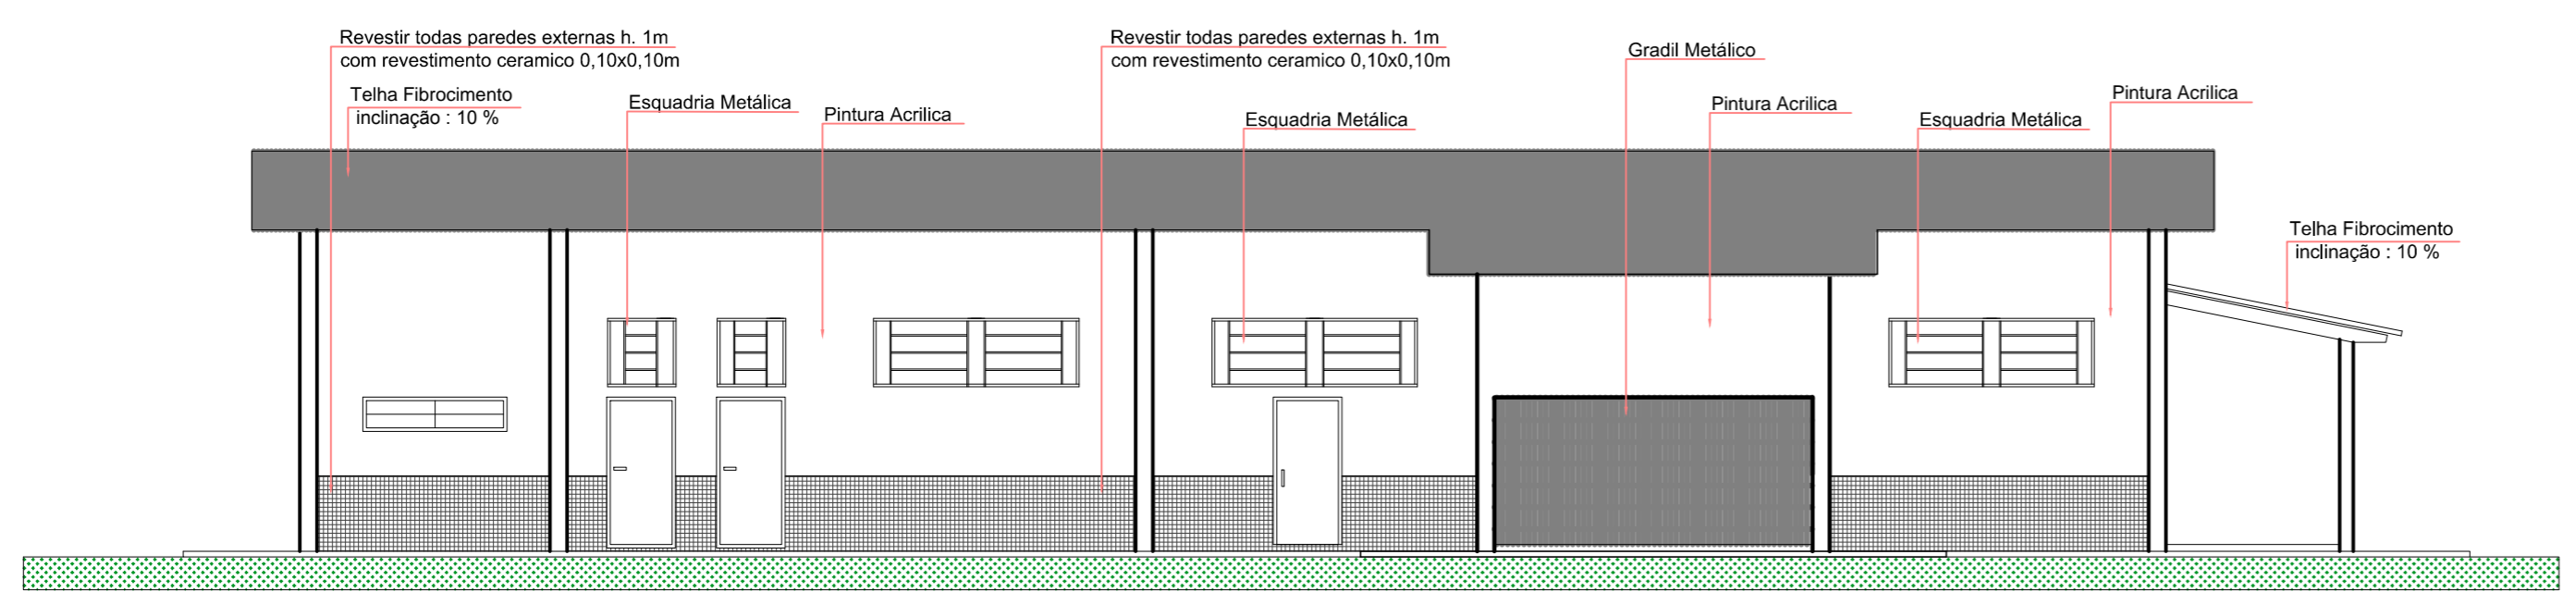 Revestir todas paredes externas h. 1m
com revestimento ceramico 0,10x0,10m
Telha Fibrocimento
inclinação : 10 %
Esquadria Metálica
Pintura Acrilica
Revestir todas paredes externas h. 1m
com revestimento ceramico 0,10x0,10m
Esquadria Metálica
Gradil Metálico
Pintura Acrilica
Esquadria Metálica
Pintura Acrilica
Telha Fibrocimento
inclinação : 10 %